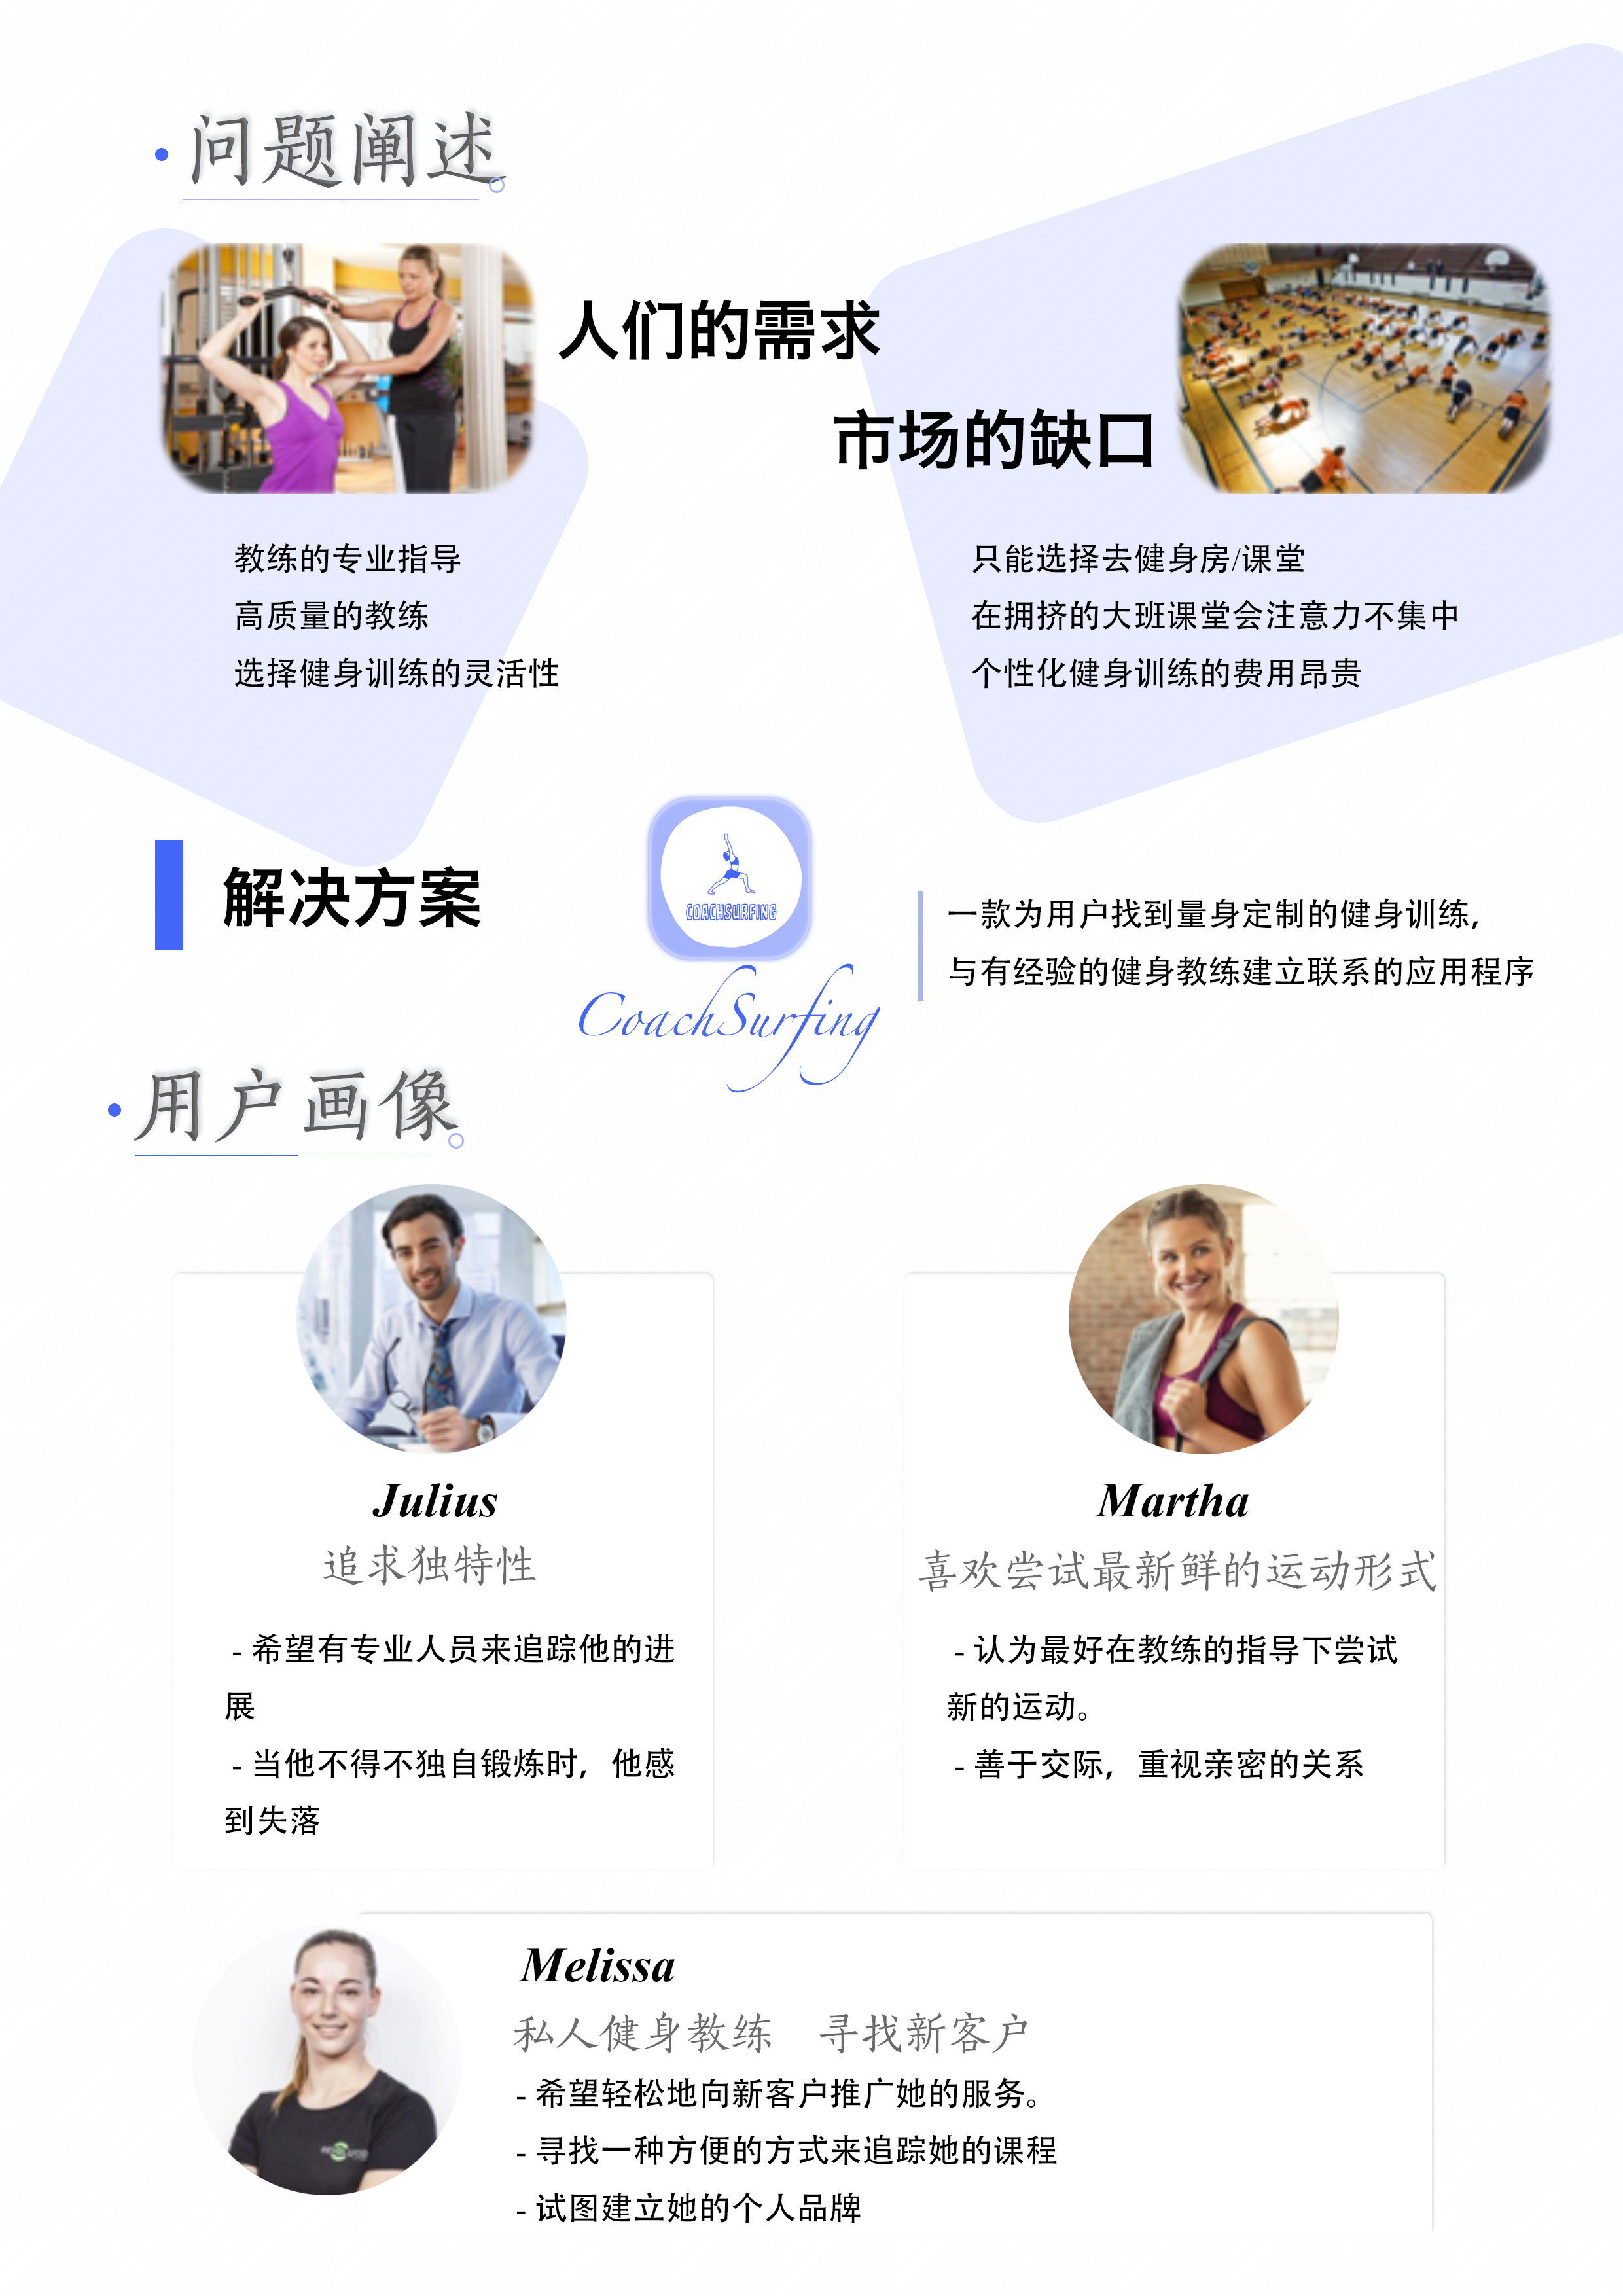 问题阐述
人们的需求
市场的缺口
教练的专业指导
高质量的教练
选择健身训练的灵活性
只能选择去健身房/课堂
在拥挤的大班课堂会注意力不集中
个性化健身训练的费用昂贵
解决方案
COACHSURFING
CoachSurfing
一款为用户找到量身定制的健身训练,
与有经验的健身教练建立联系的应用程序
用户画像
Julius
追求独特性
- 希望有专业人员来追踪他的进
展
- 当他不得不独自锻炼时，他感
到失落
Martha
喜欢尝试最新鲜的运动形式
- 认为最好在教练的指导下尝试
新的运动。
- 善于交际，重视亲密的关系
Melissa
私人健身教练 寻找新客户
- 希望轻松地向新客户推广她的服务。
- 寻找一种方便的方式来追踪她的课程
- 试图建立她的个人品牌